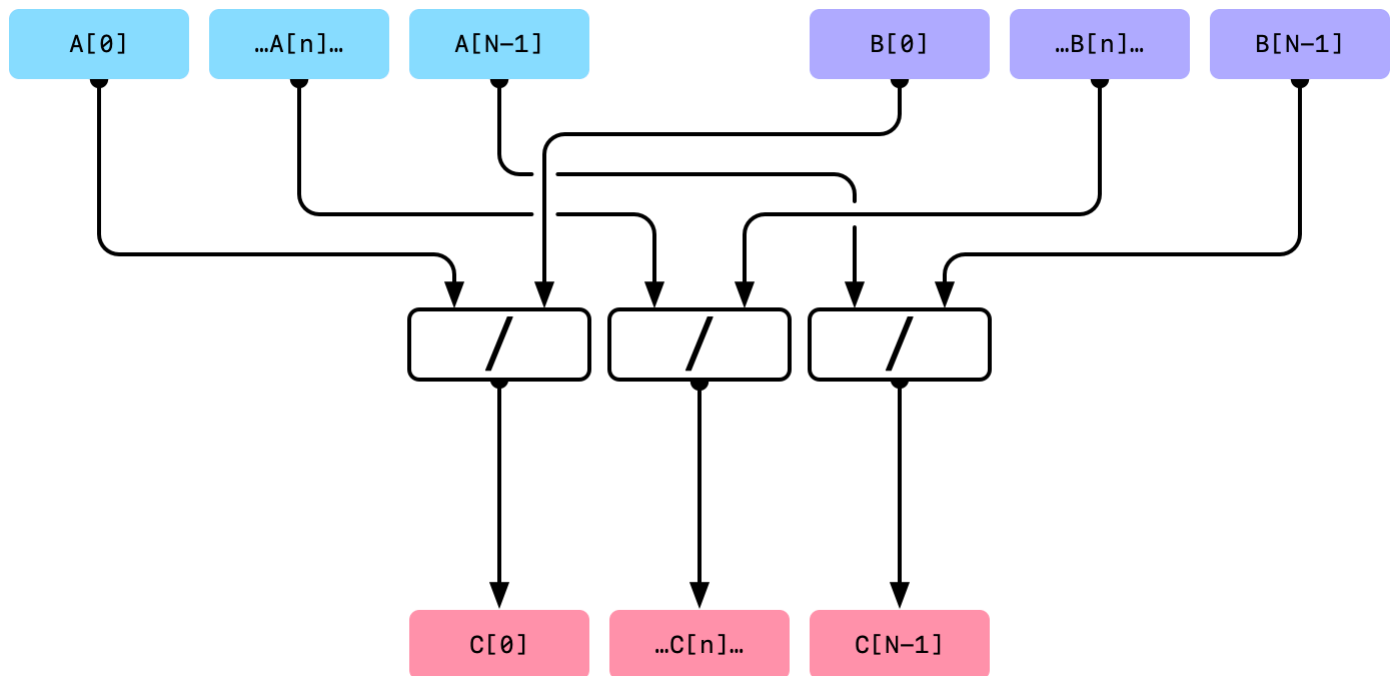 A[0] …A[n]… A[N−1] B[0] …B[n]… B[N−1]
/ / /
C[0] …C[n]… C[N−1]